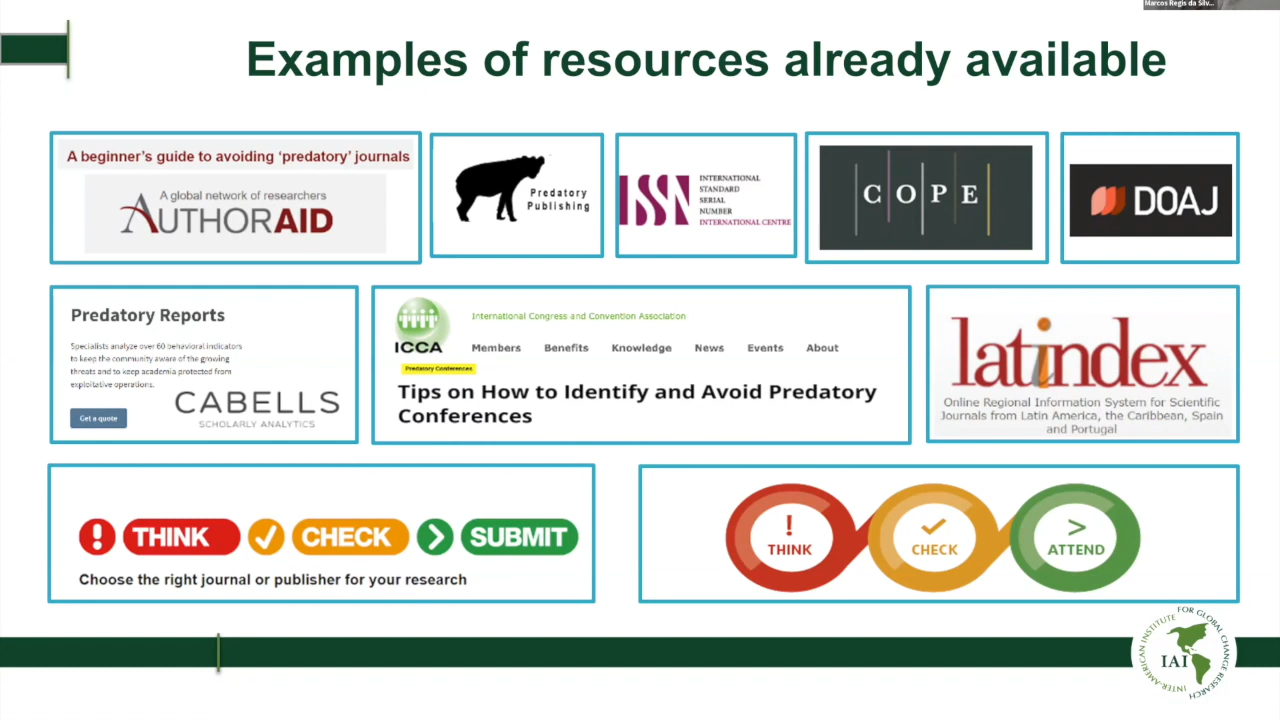 Marcos Regis da Silv...
Examples of resources already available
A beginner's guide to avoiding 'predatory' journals
A global network of researchers
AUTHORAID
Predatory
Publishing
ISSN
INTERNATIONAL
STANDARD
SERIAL
NUMBER
INTERNATIONAL CENTRE
COPE
DOAJ
Predatory Reports
Specialists analyze over 60 behavioral indicators
to keep the community aware of the growing
threats and to keep academia protected from
exploitative operations.
Get a quote
CABELLS
SCHOLARLY ANALYTICS
ICCA
International Congress and Convention Association
Members Benefits Knowledge News Events About
Predatory Conferences
Tips on How to Identify and Avoid Predatory
Conferences
latindex
Online Regional Information System for Scientific
Journals from Latin America, the Caribbean, Spain
and Portugal
! THINK CHECK > SUBMIT
Choose the right journal or publisher for your research
! THINK
CHECK
> ATTEND
INTER-AMERICAN INSTITUTE FOR GLOBAL CHANGE RESEARCH
IAI